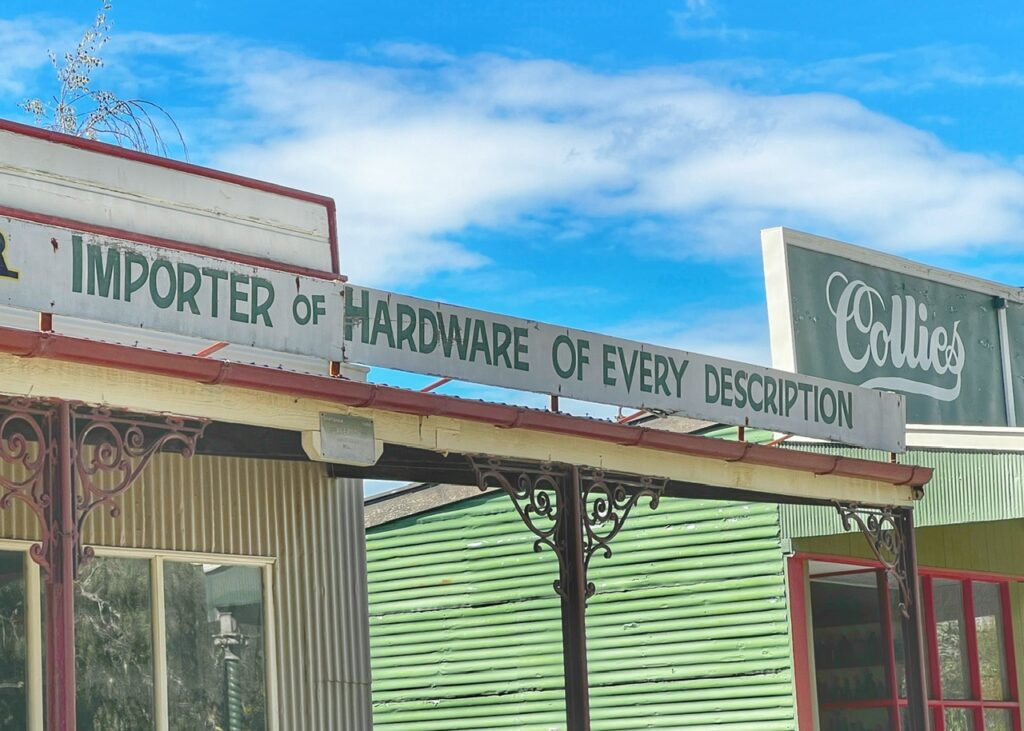 R IMPORTER OF HARDWARE OF EVERY DESCRIPTION
Collies